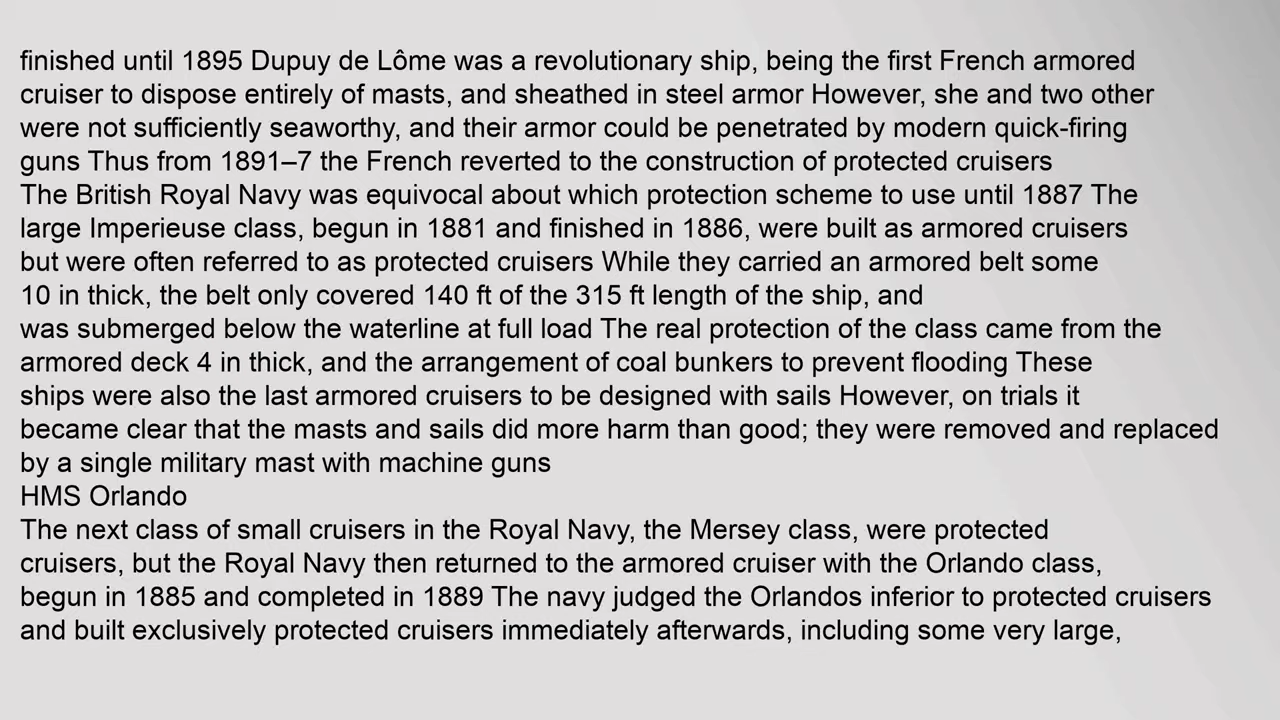 finished until 1895 Dupuy de Lôme was a revolutionary ship, being the first French armored
cruiser to dispose entirely of masts, and sheathed in steel armor However, she and two other
were not sufficiently seaworthy, and their armor could be penetrated by modern quick-firing
guns Thus from 1891–7 the French reverted to the construction of protected cruisers
The British Royal Navy was equivocal about which protection scheme to use until 1887 The
large Imperieuse class, begun in 1881 and finished in 1886, were built as armored cruisers
but were often referred to as protected cruisers While they carried an armored belt some
10 in thick, the belt only covered 140 ft of the 315 ft length of the ship, and
was submerged below the waterline at full load The real protection of the class came from the
armored deck 4 in thick, and the arrangement of coal bunkers to prevent flooding These
ships were also the last armored cruisers to be designed with sails However, on trials it
became clear that the masts and sails did more harm than good; they were removed and replaced
by a single military mast with machine guns
HMS Orlando
The next class of small cruisers in the Royal Navy, the Mersey class, were protected
cruisers, but the Royal Navy then returned to the armored cruiser with the Orlando class,
begun in 1885 and completed in 1889 The navy judged the Orlandos inferior to protected cruisers
and built exclusively protected cruisers immediately afterwards, including some very large,